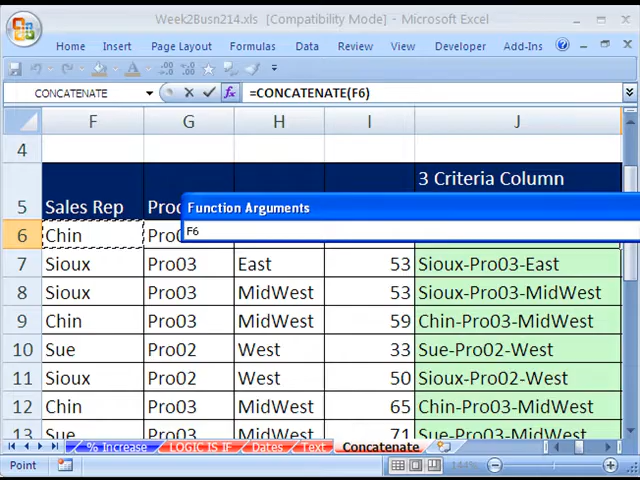 Week2Busn214.xls [Compatibility Mode] - Microsoft Excel
Home Insert Page Layout Formulas Data Review View Developer Add-Ins
CONCATENATE fx =CONCATENATE(F6)
F G H I J
4
3 Criteria Column
5 Sales Rep
Function Arguments
F6
6 Chin
7 Sioux Pro03 East 53 Sioux-Pro03-East
8 Sioux Pro03 MidWest 53 Sioux-Pro03-MidWest
9 Chin Pro03 MidWest 59 Chin-Pro03-MidWest
10 Sue Pro02 West 33 Sue-Pro02-West
11 Sioux Pro02 West 50 Sioux-Pro02-West
12 Chin Pro03 MidWest 65 Chin-Pro03-MidWest
13 Sue Pro03 MidWest 71 Sue-Pro03-MidWest
% Increase LOGIC IS IF Dates Text Concatenate
Point 144%